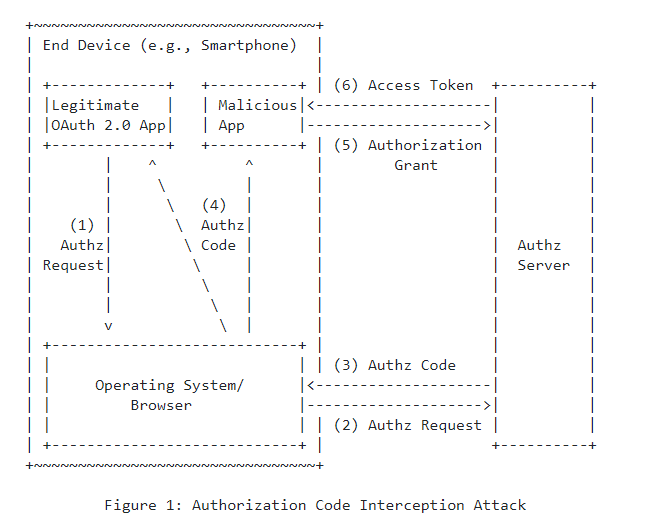 End Device (e.g., Smartphone)
(6) Access Token
Legitimate Malicious
OAuth 2.0 App App
(5) Authorization
Grant
(4)
(1) Authz
Authz Code Authz
Request Server
(3) Authz Code
Operating System/
Browser
(2) Authz Request
Figure 1: Authorization Code Interception Attack